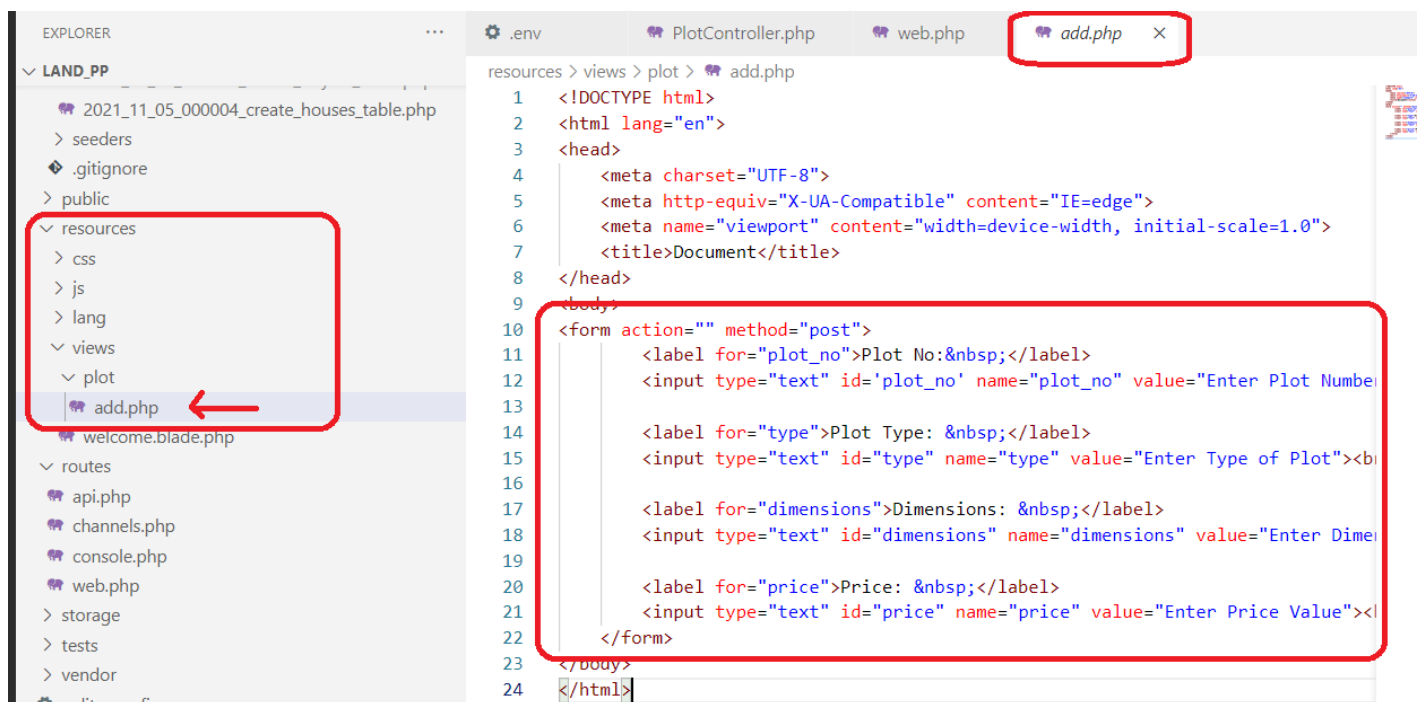 EXPLORER ...
LAND_PP
2021_11_05_000004_create_houses_table.php
seeders
.gitignore
public
resources
css
js
lang
views
plot
add.php
welcome.blade.php
routes
api.php
channels.php
console.php
web.php
storage
tests
vendor
.env PlotController.php web.php add.php ×
resources > views > plot > add.php
1 <!DOCTYPE html>
2 <html lang="en">
3 <head>
4 <meta charset="UTF-8">
5 <meta http-equiv="X-UA-Compatible" content="IE=edge">
6 <meta name="viewport" content="width=device-width, initial-scale=1.0">
7 <title>Document</title>
8 </head>
9 <body>
10 <form action="" method="post">
11 <label for="plot_no">Plot No:&nbsp;</label>
12 <input type="text" id='plot_no' name="plot_no" value="Enter Plot Numbe
13
14 <label for="type">Plot Type: &nbsp;</label>
15 <input type="text" id="type" name="type" value="Enter Type of Plot"><b
16
17 <label for="dimensions">Dimensions: &nbsp;</label>
18 <input type="text" id="dimensions" name="dimensions" value="Enter Dime
19
20 <label for="price">Price: &nbsp;</label>
21 <input type="text" id="price" name="price" value="Enter Price Value"><
22 </form>
23 </body>
24 </html>